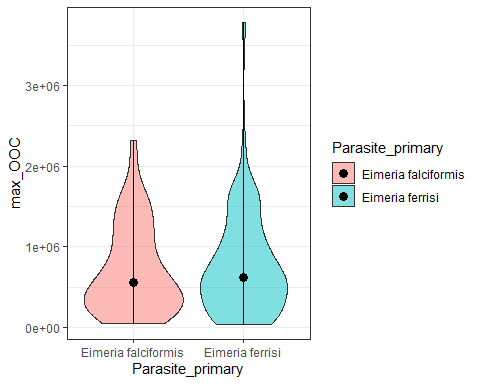 max_OOC
3e+06
2e+06
1e+06
0e+00
Eimeria falciformis Eimeria ferrisi
Parasite_primary
Parasite_primary
Eimeria falciformis
Eimeria ferrisi